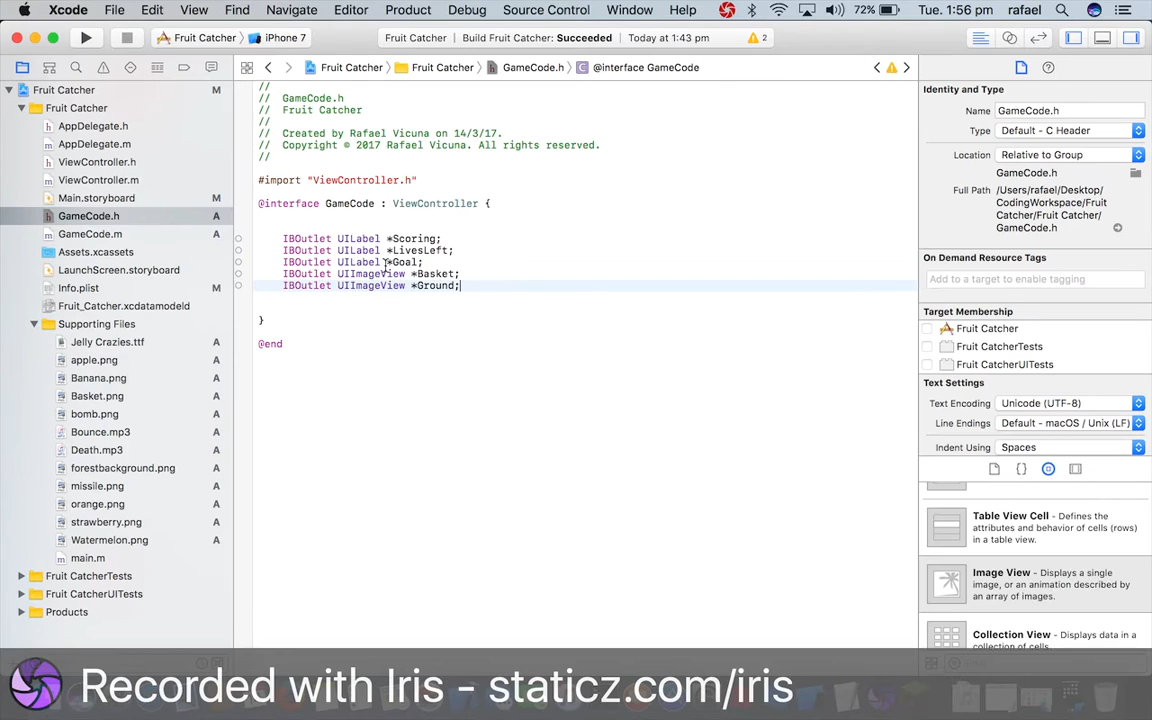 Xcode File Edit View Find Navigate Editor Product Debug Source Control Window Help 72% Tue. 1:56 pm rafael
Fruit Catcher iPhone 7 Fruit Catcher | Build Fruit Catcher: Succeeded | Today at 1:43 pm 2
Fruit Catcher Fruit Catcher GameCode.h @interface GameCode
Fruit Catcher M
Fruit Catcher
AppDelegate.h
AppDelegate.m
ViewController.h
ViewController.m
Main.storyboard M
GameCode.h A
GameCode.m A
Assets.xcassets
LaunchScreen.storyboard
Info.plist M
Fruit_Catcher.xcdatamodeld
Supporting Files
Jelly Crazies.ttf A
apple.png A
Banana.png A
Basket.png A
bomb.png A
Bounce.mp3 A
Death.mp3 A
forestbackground.png A
missile.png A
orange.png A
strawberry.png A
Watermelon.png A
main.m
Fruit CatcherTests
Fruit CatcherUITests
Products
//
// GameCode.h
// Fruit Catcher
//
// Created by Rafael Vicuna on 14/3/17.
// Copyright © 2017 Rafael Vicuna. All rights reserved.
//
#import "ViewController.h"
@interface GameCode : ViewController {
IBOutlet UILabel *Scoring;
IBOutlet UILabel *LivesLeft;
IBOutlet UILabel *Goal;
IBOutlet UIImageView *Basket;
IBOutlet UIImageView *Ground;
}
@end
Identity and Type
Name GameCode.h
Type Default - C Header
Location Relative to Group
GameCode.h
Full Path /Users/rafael/Desktop/
CodingWorkspace/Fruit
Catcher/Fruit Catcher/
GameCode.h
On Demand Resource Tags
Add to a target to enable tagging
Target Membership
Fruit Catcher
Fruit CatcherTests
Fruit CatcherUITests
Text Settings
Text Encoding Unicode (UTF-8)
Line Endings Default - macOS / Unix (LF)
Indent Using Spaces
Table View Cell - Defines the
attributes and behavior of cells (rows)
in a table view.
Image View - Displays a single
image, or an animation described by
an array of images.
Collection View - Displays data in a
collection of cells.
Recorded with Iris - staticz.com/iris